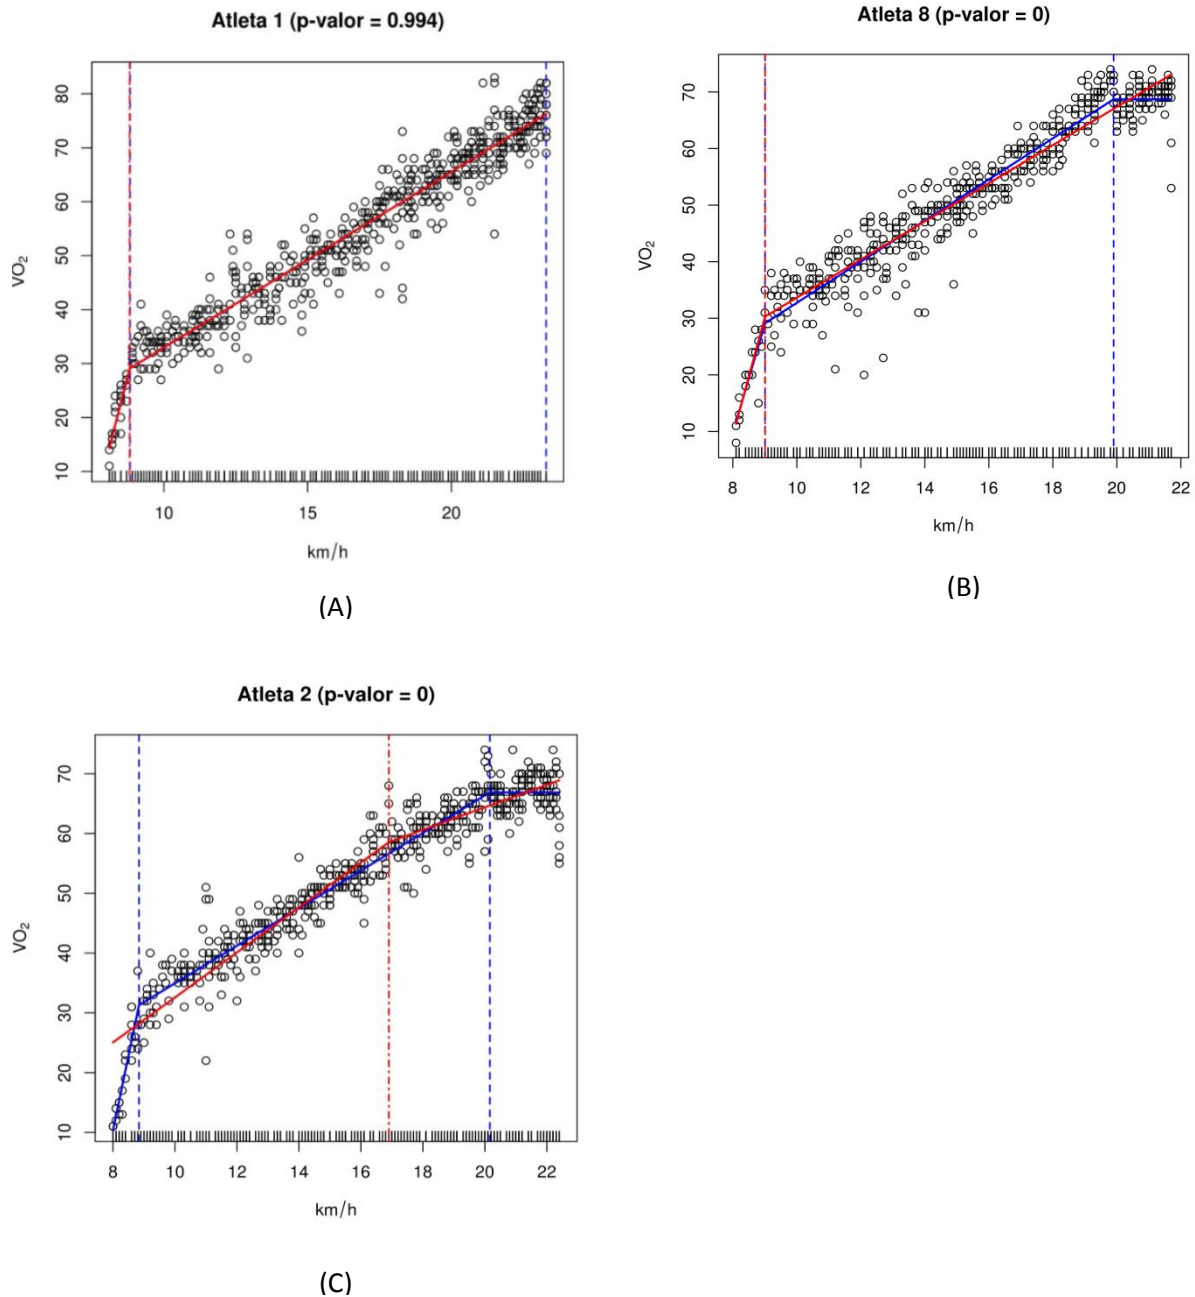 Atleta 1 (p-valor = 0.994)
VO2
80
70
60
50
40
30
20
10
10 15 20
km/h
(A)
Atleta 8 (p-valor = 0)
VO2
70
60
50
40
30
20
10
8 10 12 14 16 18 20 22
km/h
(B)
Atleta 2 (p-valor = 0)
VO2
70
60
50
40
30
20
10
8 10 12 14 16 18 20 22
km/h
(C)